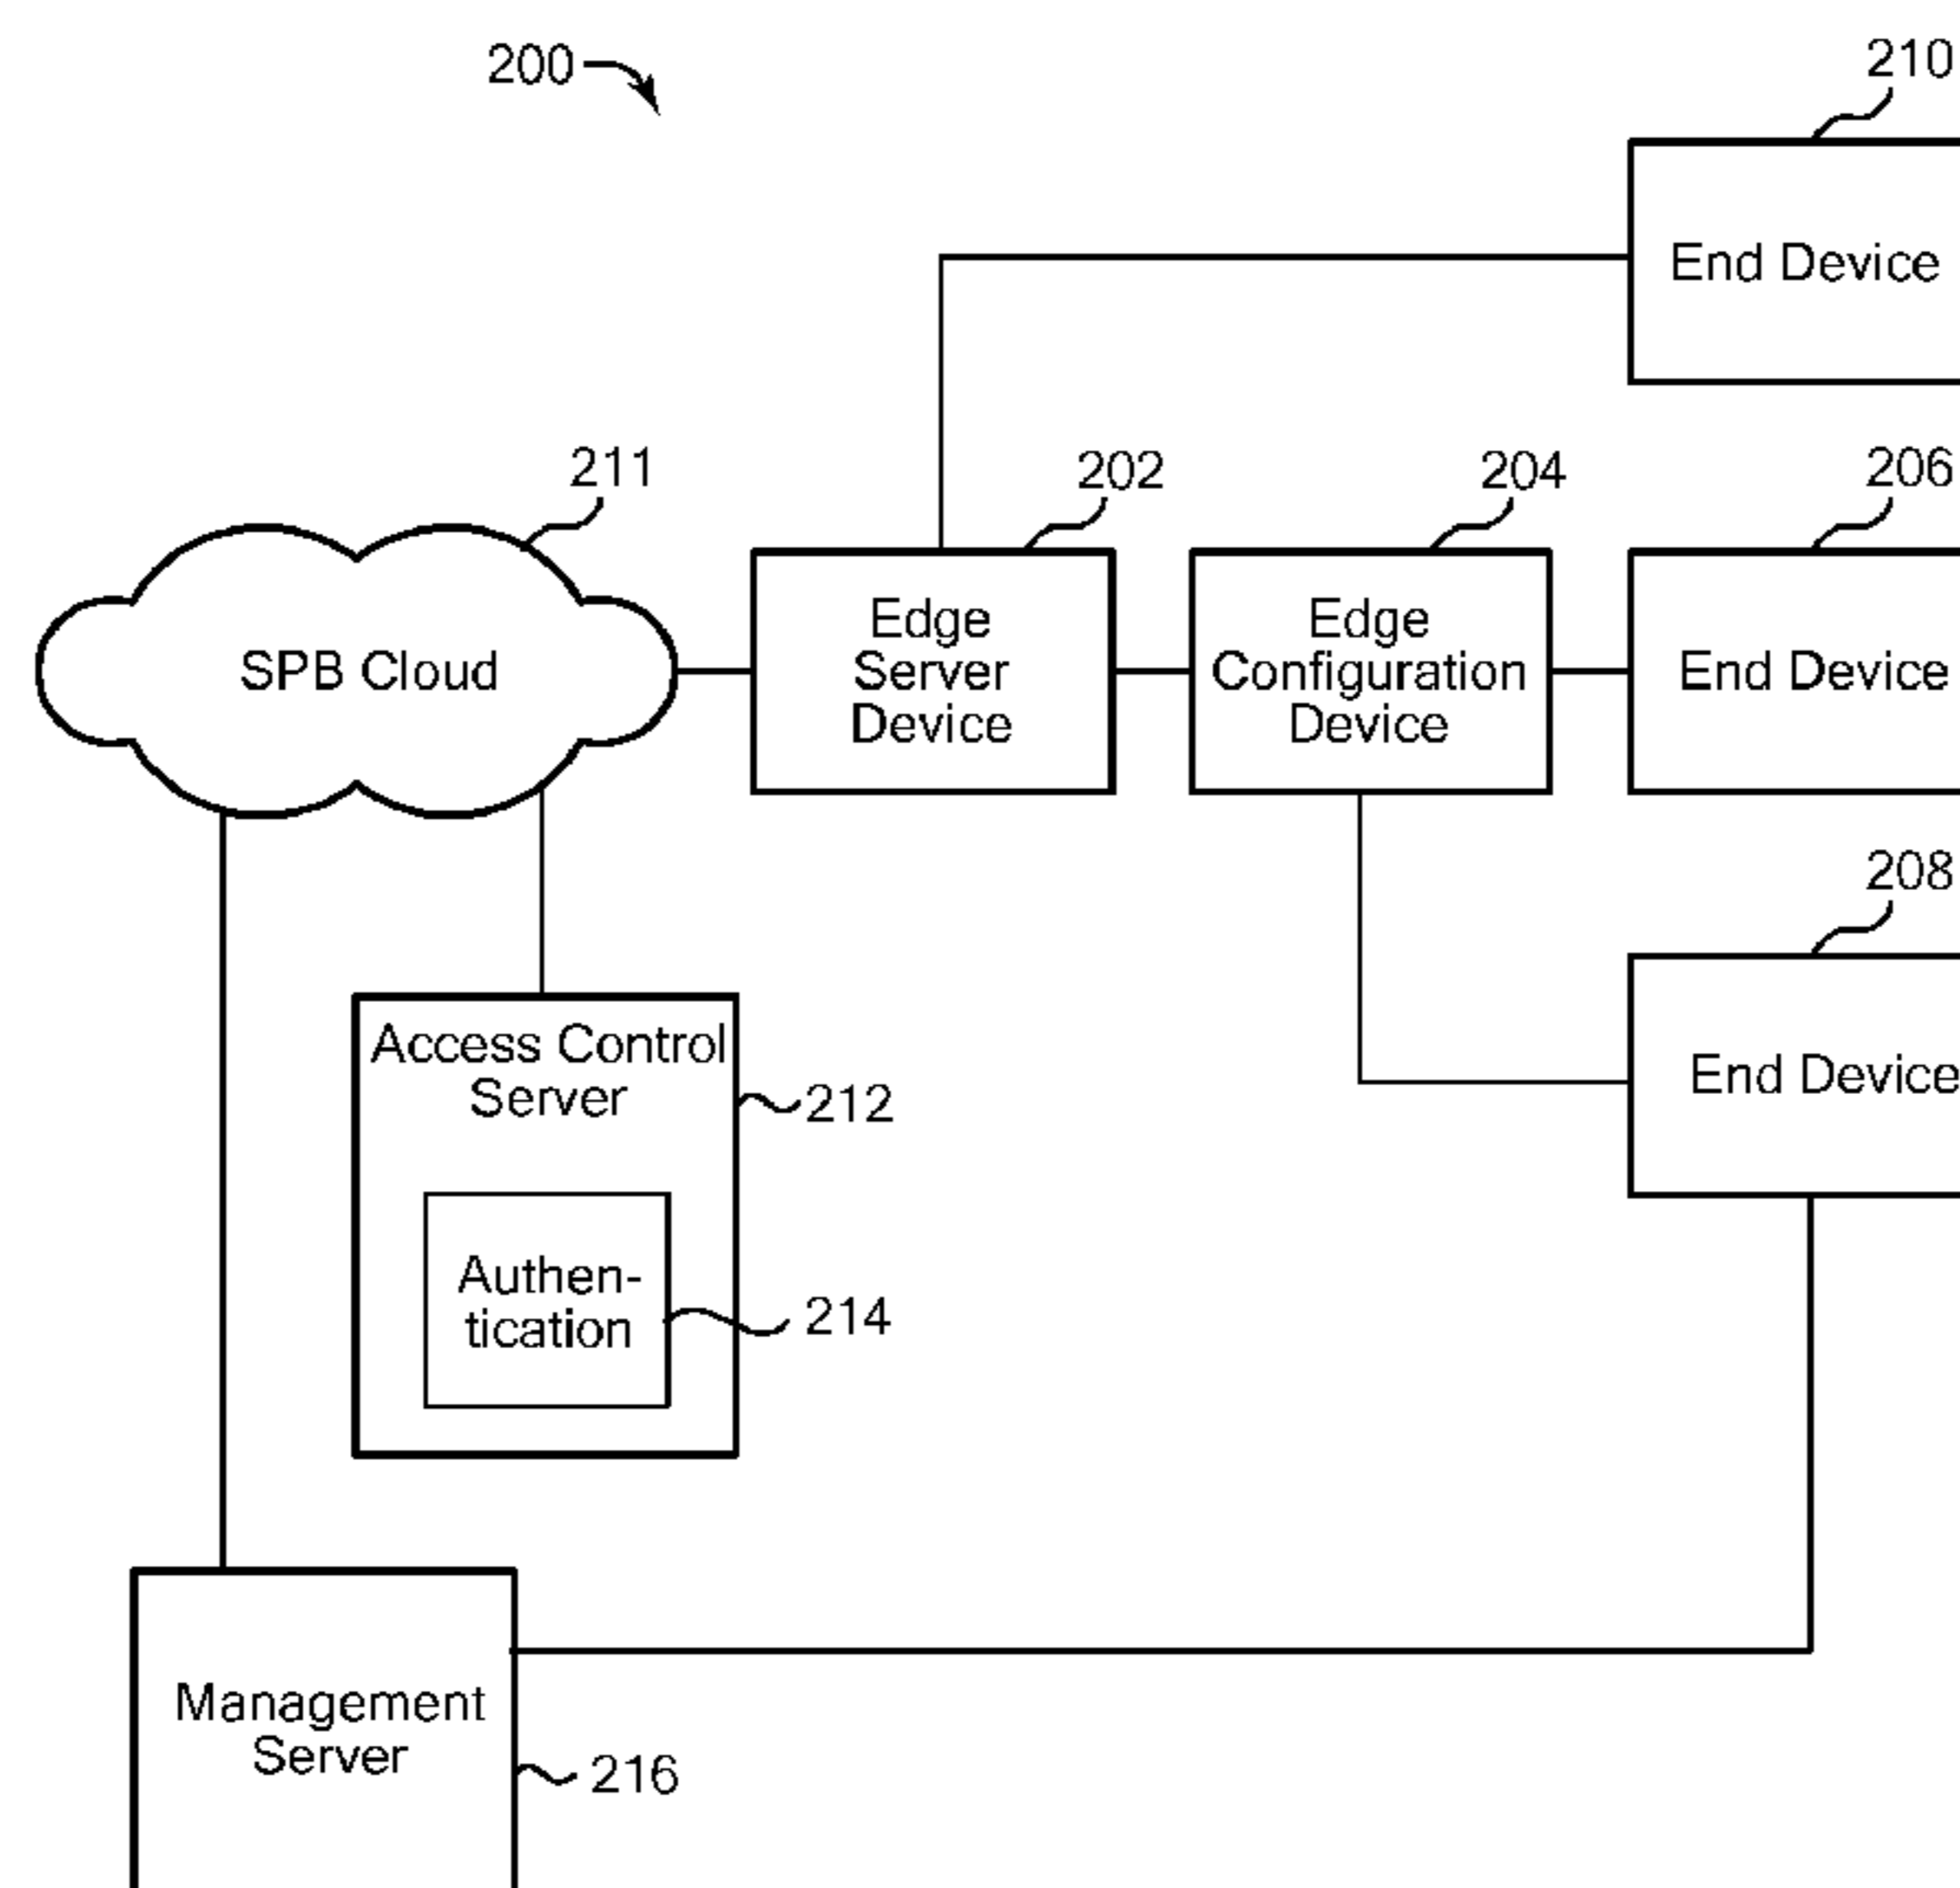 200
210
End Device
211
202
204
206
SPB Cloud
Edge
Server
Device
Edge
Configuration
Device
End Device
208
End Device
Access Control
Server
212
Authen-
tication
214
Management
Server
216